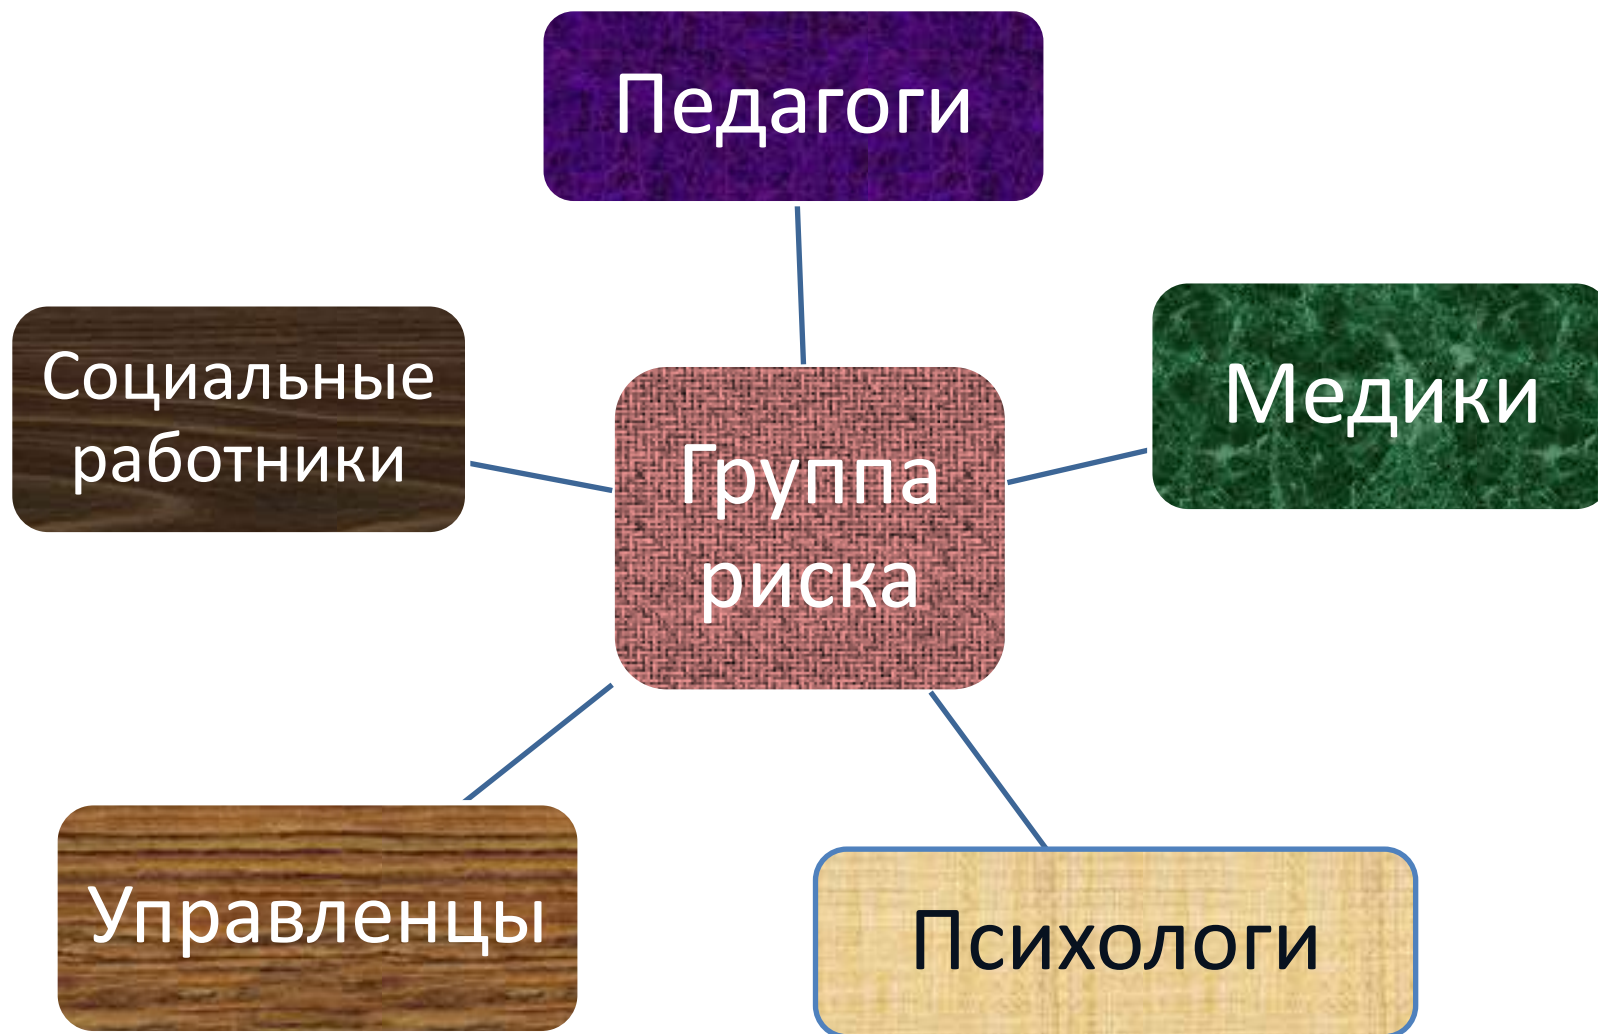 Педагоги
Социальные
работники
Медики
Группа
риска
Управленцы
Психологи